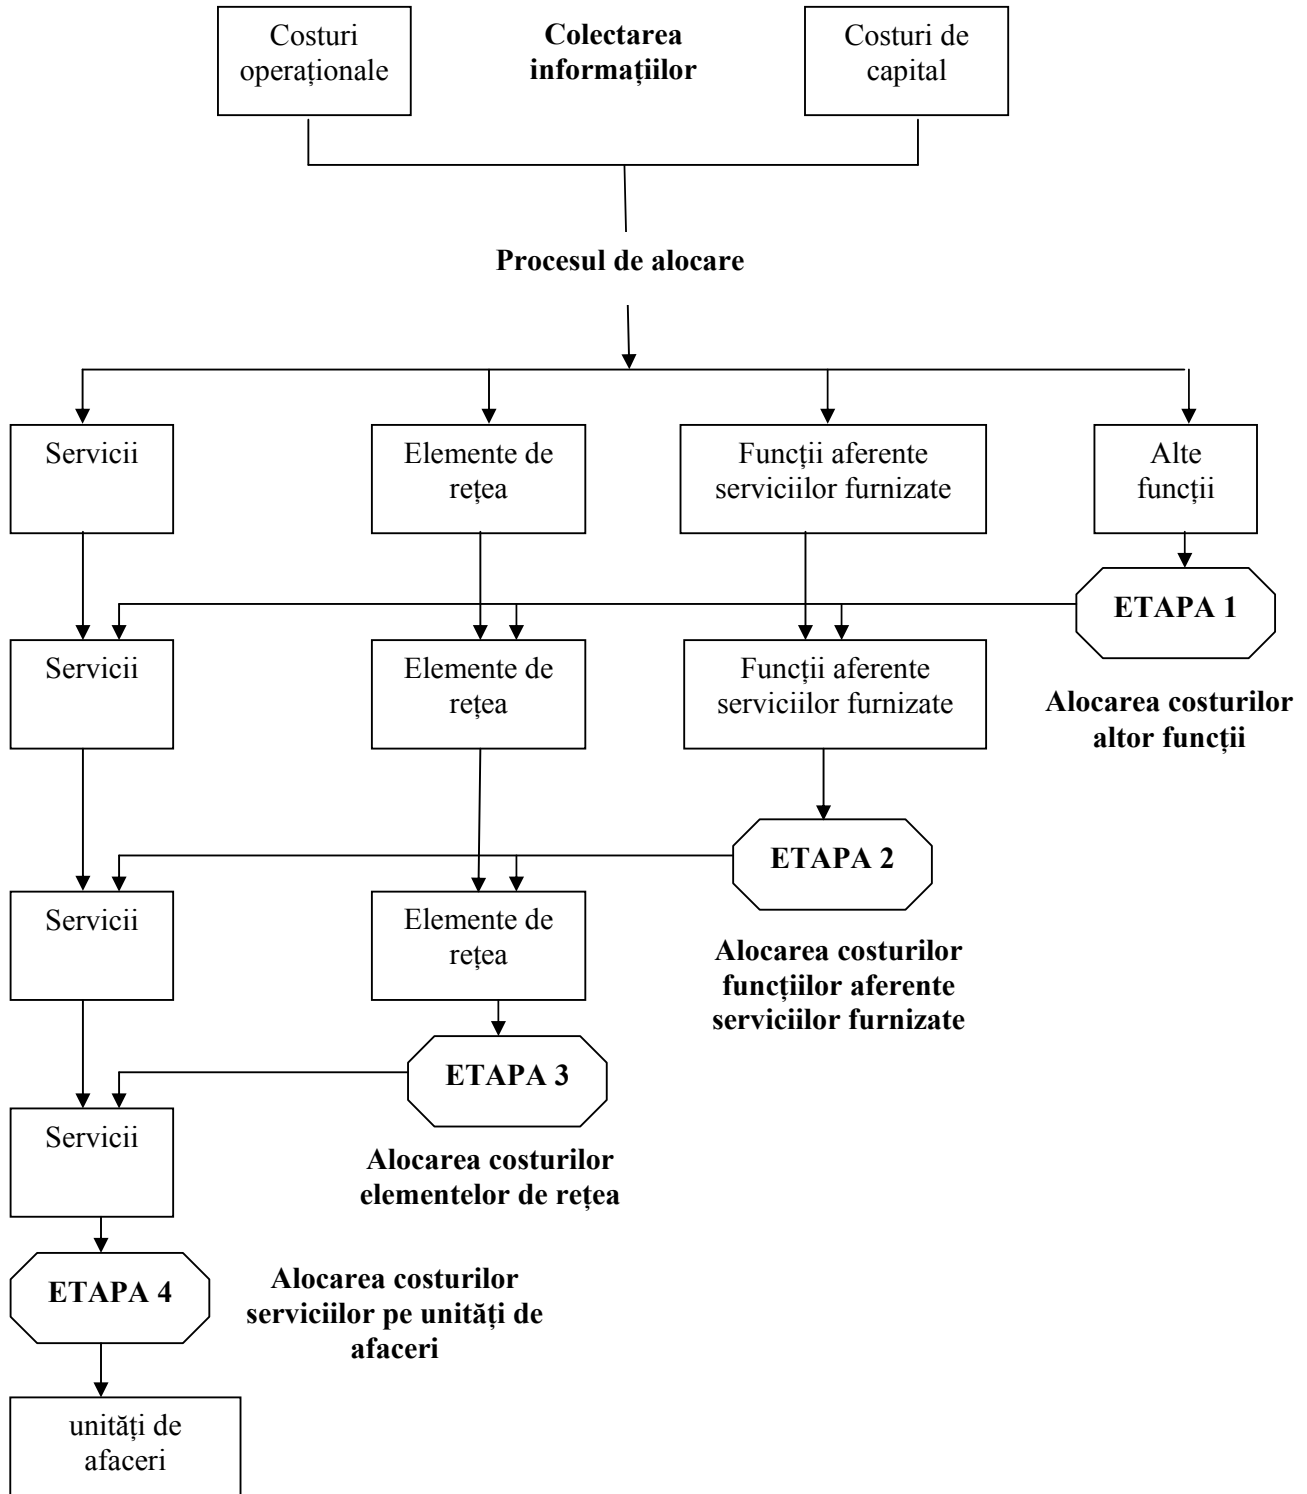 Costuri
operaționale
Colectarea
informațiilor
Costuri de
capital
Procesul de alocare
Servicii
Elemente de
rețea
Funcții aferente
serviciilor furnizate
Alte
funcții
ETAPA 1
Servicii
Elemente de
rețea
Funcții aferente
serviciilor furnizate
Alocarea costurilor
altor funcții
ETAPA 2
Servicii
Elemente de
rețea
Alocarea costurilor
funcțiilor aferente
serviciilor furnizate
ETAPA 3
Servicii
Alocarea costurilor
elementelor de rețea
ETAPA 4
Alocarea costurilor
serviciilor pe unități de
afaceri
unități de
afaceri